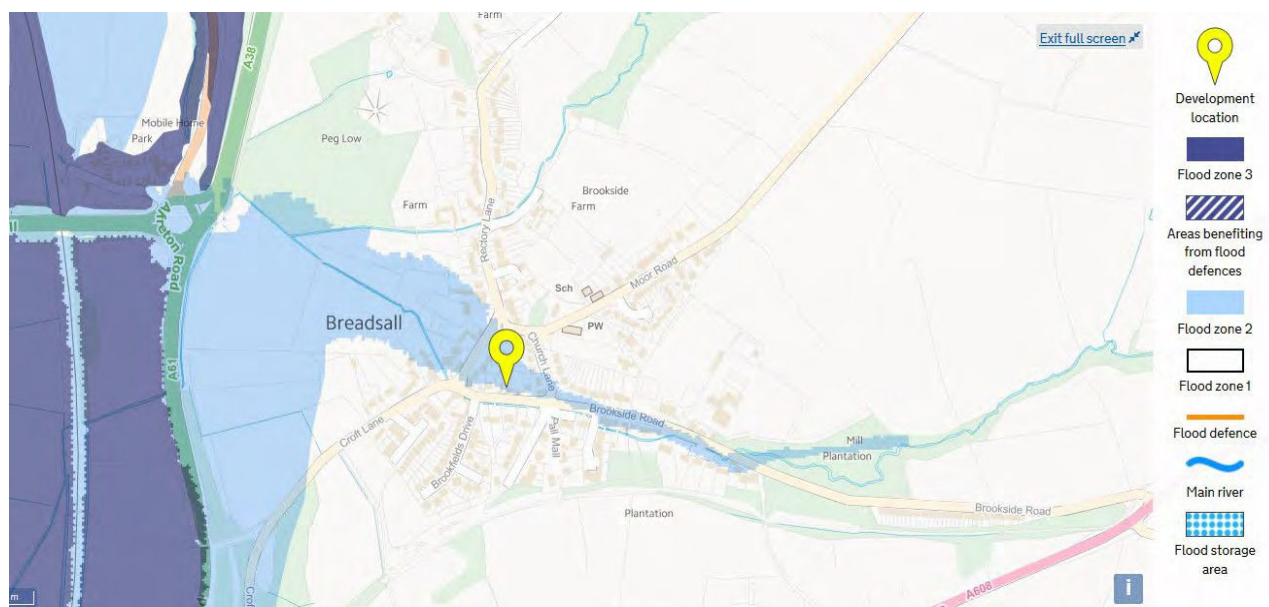 Farm
Exit full screen
A38
Mobile Home
Park
Peg Low
Farm
Brookside
Farm
Rectory Lane
Alfreton Road
Sch
Moor Road
PW
Breadsall
Church Lane
A61
Croft Lane
Brookfields Drive
Pall Mall
Brookside Road
Mill
Plantation
Plantation
Brookside Road
A608
i
Development
location
Flood zone 3
Areas benefiting
from flood
defences
Flood zone 2
Flood zone 1
Flood defence
Main river
Flood storage
area